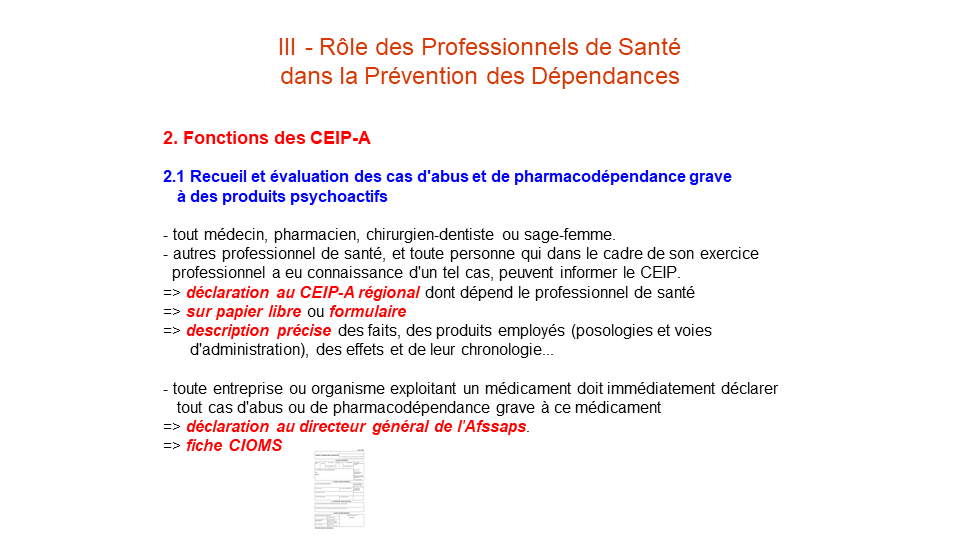 III - Rôle des Professionnels de Santé
dans la Prévention des Dépendances
2. Fonctions des CEIP-A
2.1 Recueil et évaluation des cas d'abus et de pharmacodépendance grave
à des produits psychoactifs
- tout médecin, pharmacien, chirurgien-dentiste ou sage-femme.
- autres professionnel de santé, et toute personne qui dans le cadre de son exercice
professionnel a eu connaissance d'un tel cas, peuvent informer le CEIP.
=> déclaration au CEIP-A régional dont dépend le professionnel de santé
=> sur papier libre ou formulaire
=> description précise des faits, des produits employés (posologies et voies
d'administration), des effets et de leur chronologie...
- toute entreprise ou organisme exploitant un médicament doit immédiatement déclarer
tout cas d'abus ou de pharmacodépendance grave à ce médicament
=> déclaration au directeur général de l'Afssaps.
=> fiche CIOMS